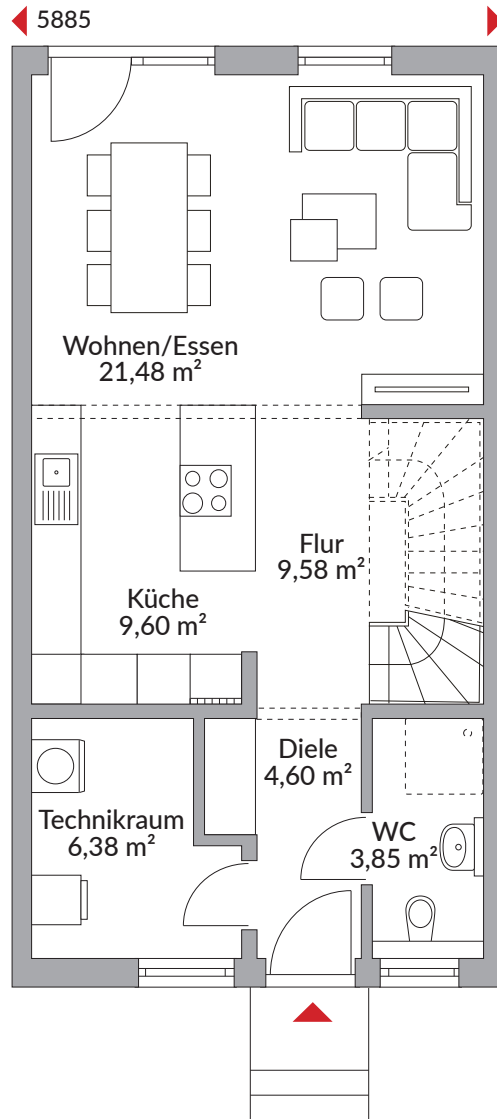 5885
Wohnen/Essen
21,48 m²
Flur
9,58 m²
Küche
9,60 m²
Diele
4,60 m²
Technikraum
6,38 m²
WC
3,85 m²